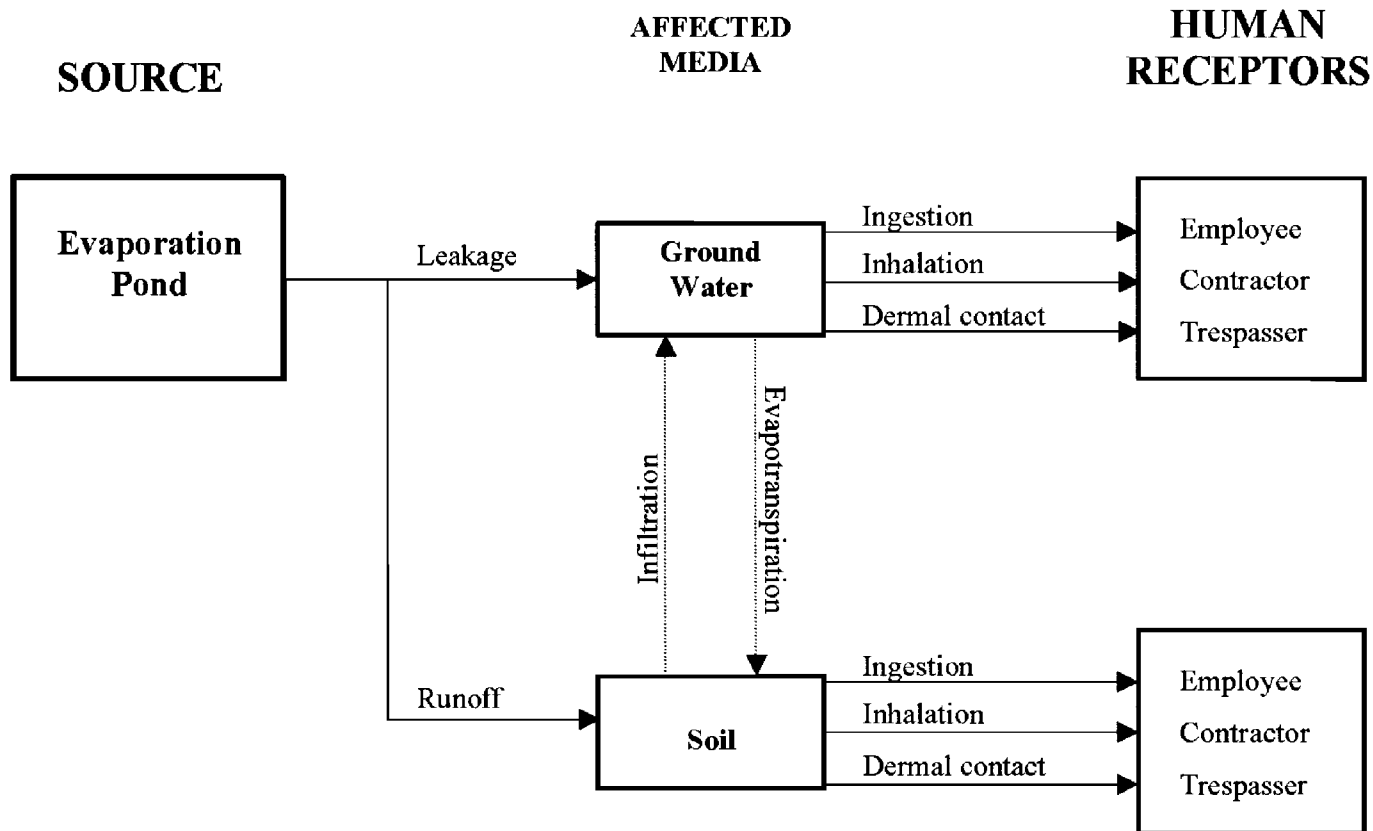 SOURCE
AFFECTED
MEDIA
HUMAN
RECEPTORS
Evaporation
Pond
Leakage
Ground
Water
Ingestion
Inhalation
Dermal contact
Employee
Contractor
Trespasser
Infiltration
Evapotranspiration
Runoff
Soil
Ingestion
Inhalation
Dermal contact
Employee
Contractor
Trespasser